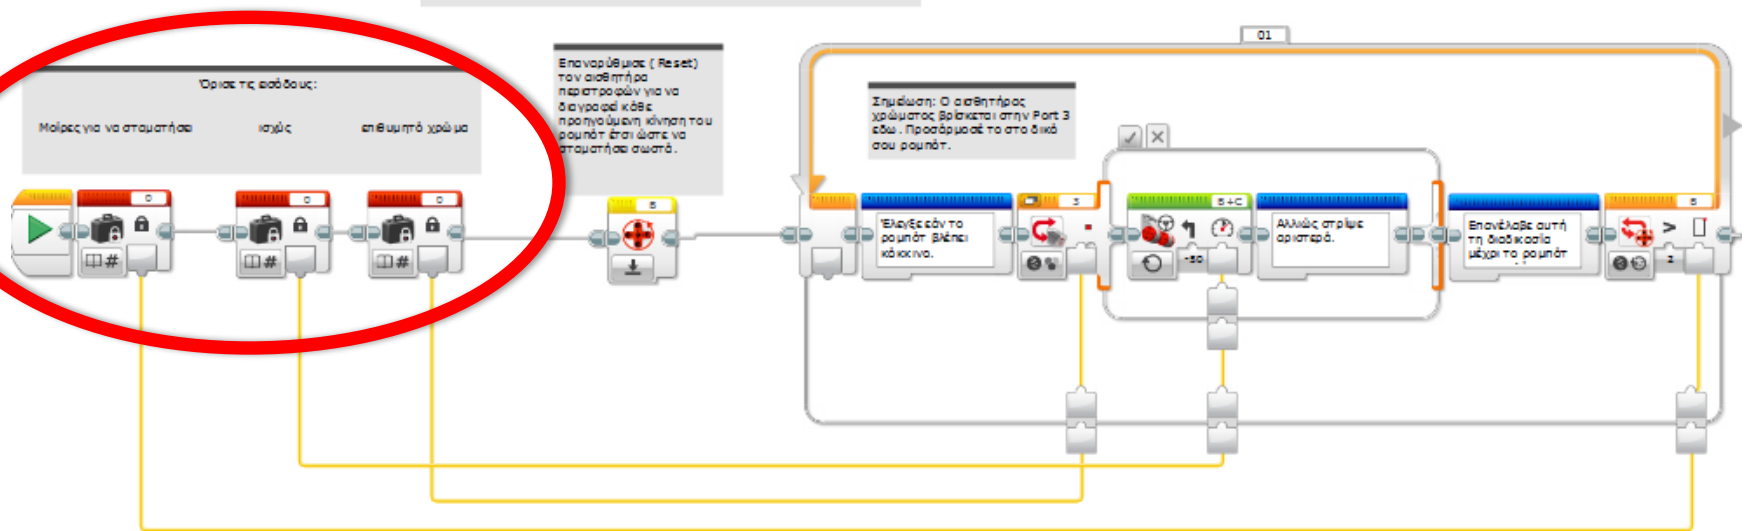 01
Όρισε τις εισόδους:
Μοίρες για να σταματήσει
ισχύς
επιθυμητό χρώμα
Επαναρύθμισε ( Reset)
τον αισθητήρα
περιστροφών για να
διαγραφεί κάθε
προηγούμενη κίνηση του
ρομπότ έτσι ώστε να
σταματήσει σωστά.
Σημείωση: Ο αισθητήρας
χρώματος βρίσκεται στην Port 3
εδω. Προσάρμοσέ το στο δικό
σου ρομπότ.
0
0
0
B
3
B+C
B
Έλεγξε εάν το
ρομπότ βλέπει
κόκκινο.
Αλλιώς στρίψε
αριστερά.
Επανέλαβε αυτή
τη διαδικασία
μέχρι το ρομπότ
#
#
#
-50
>
2